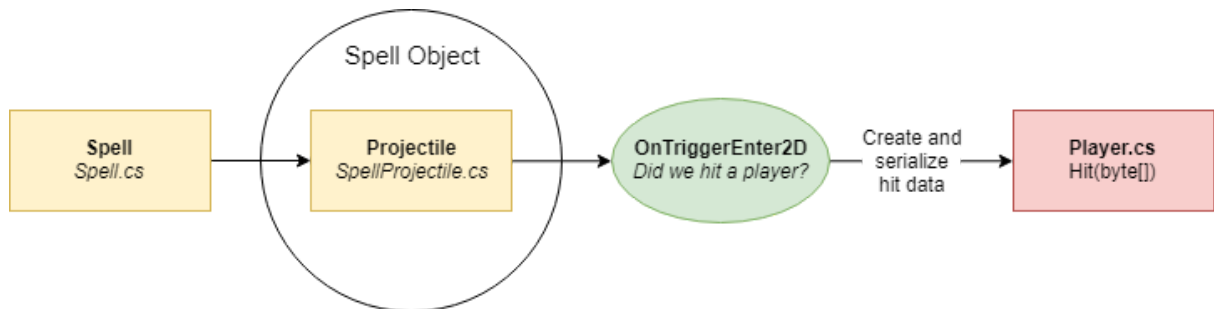 Spell Object
Spell
Spell.cs
Projectile
SpellProjectile.cs
OnTriggerEnter2D
Did we hit a player?
Create and
serialize
hit data
Player.cs
Hit(byte[])